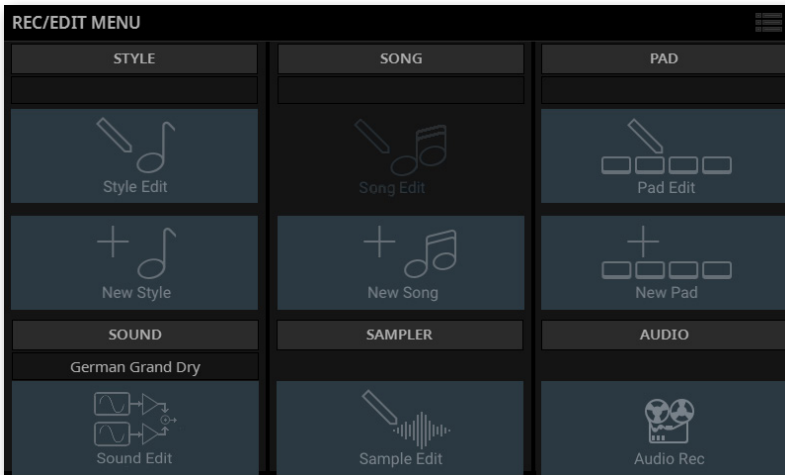 REC/EDIT MENU
STYLE
SONG
PAD
Style Edit
Song Edit
Pad Edit
New Style
New Song
New Pad
SOUND
SAMPLER
AUDIO
German Grand Dry
Sound Edit
Sample Edit
Audio Rec